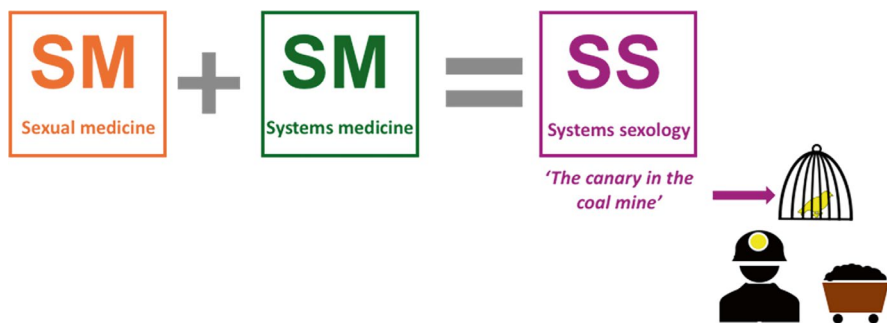 SM
Sexual medicine
+
SM
Systems medicine
=
SS
Systems sexology
‘The canary in the
coal mine’